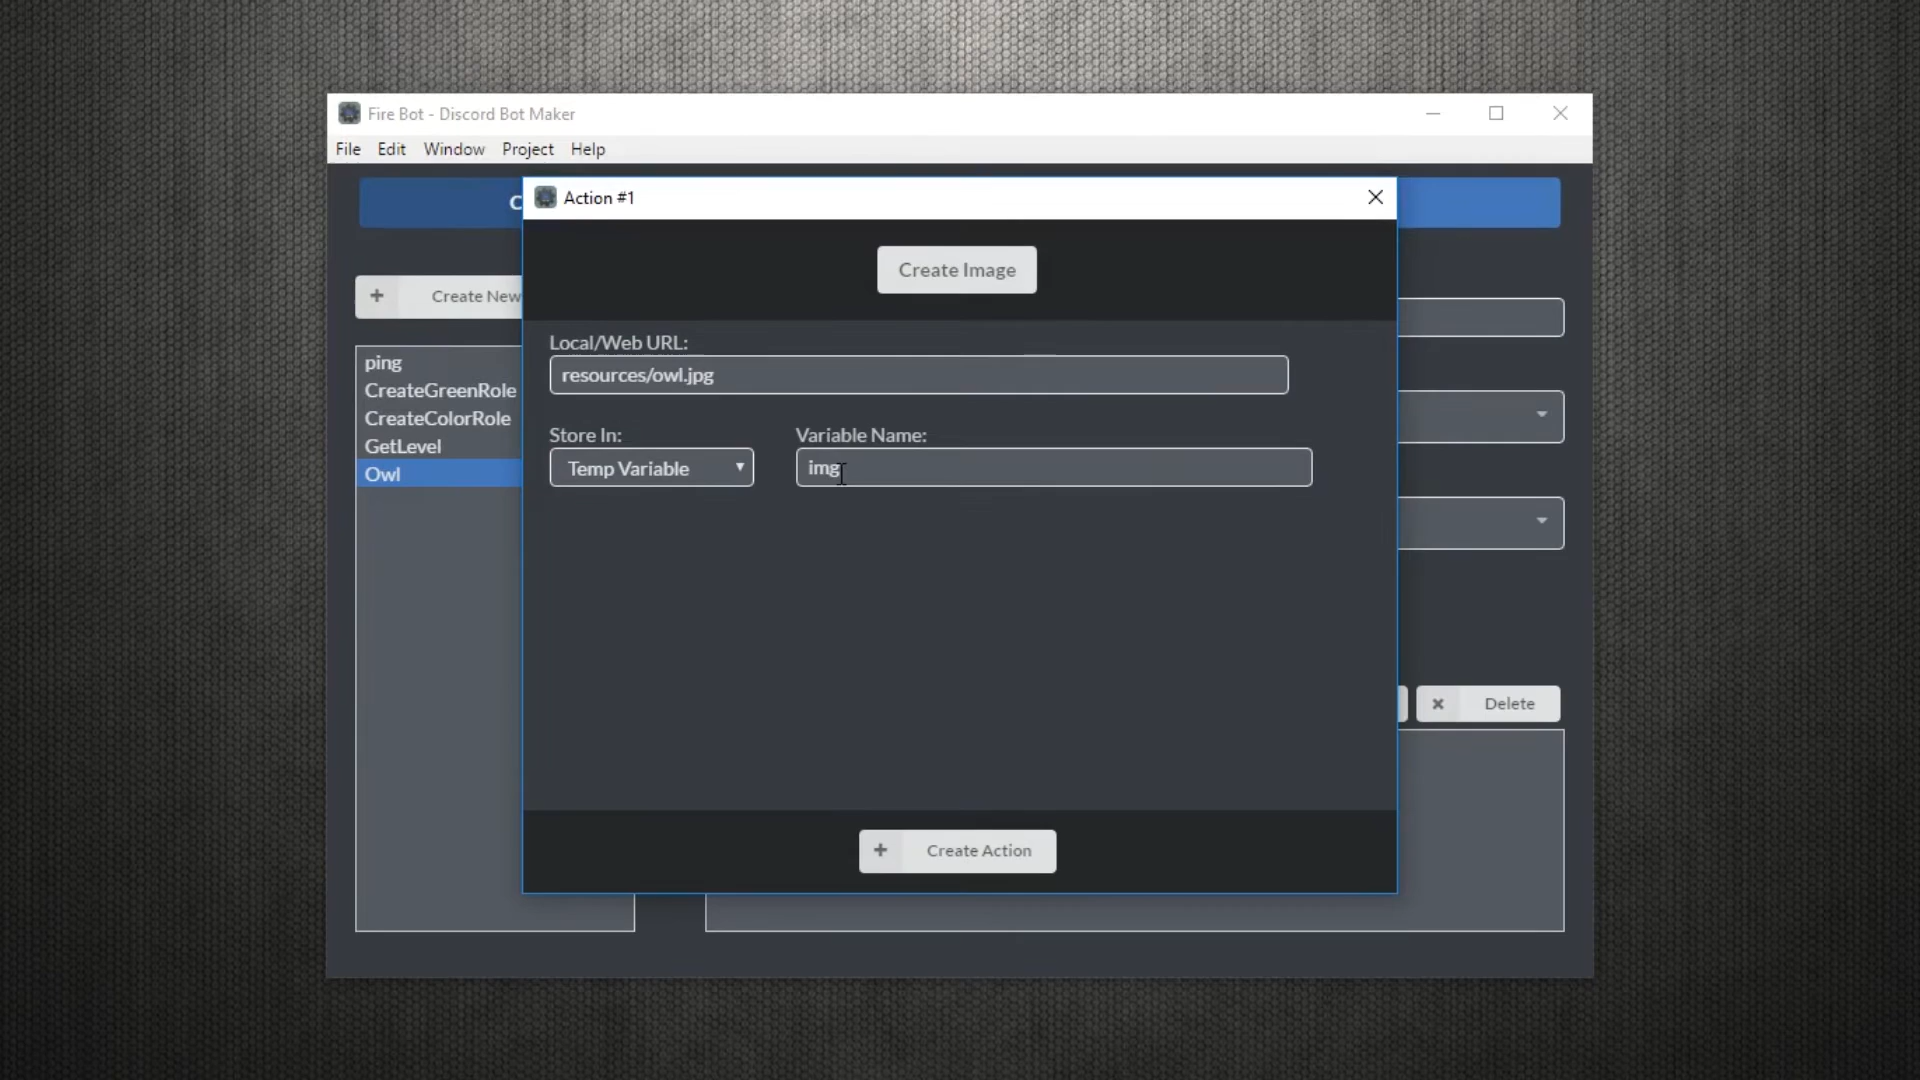 Fire Bot - Discord Bot Maker
File Edit Window Project Help
C
Action #1
Create Image
Create New
Local/Web URL:
resources/owl.jpg
ping
CreateGreenRole
CreateColorRole
GetLevel
Owl
Store In:
Variable Name:
Temp Variable
img
Delete
Create Action